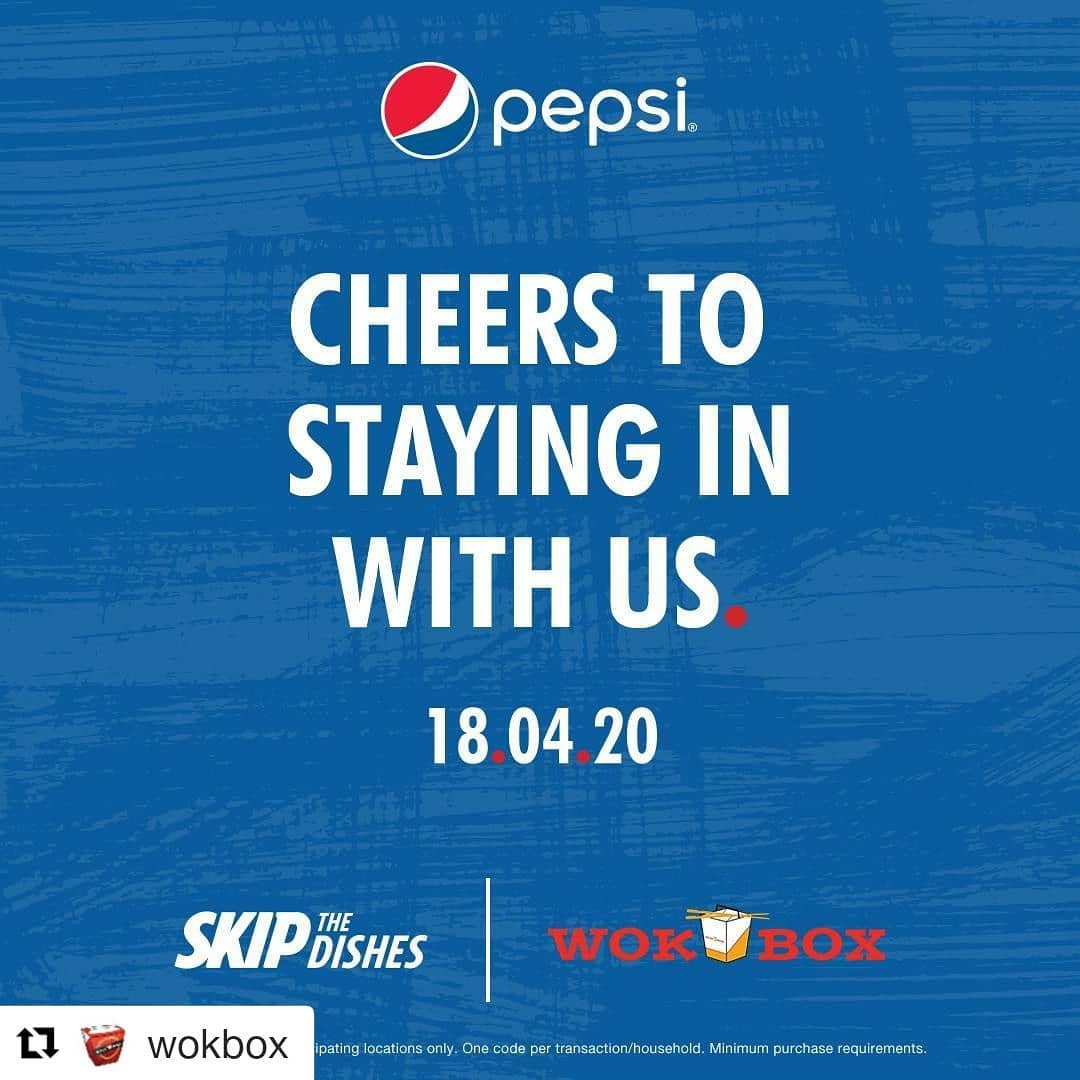 pepsi®
CHEERS TO
STAYING IN
WITH US.
18.04.20
SKIP THE DISHES
WOK BOX
wokbox
locations only. One code per transaction/household. Minimum purchase requirements.